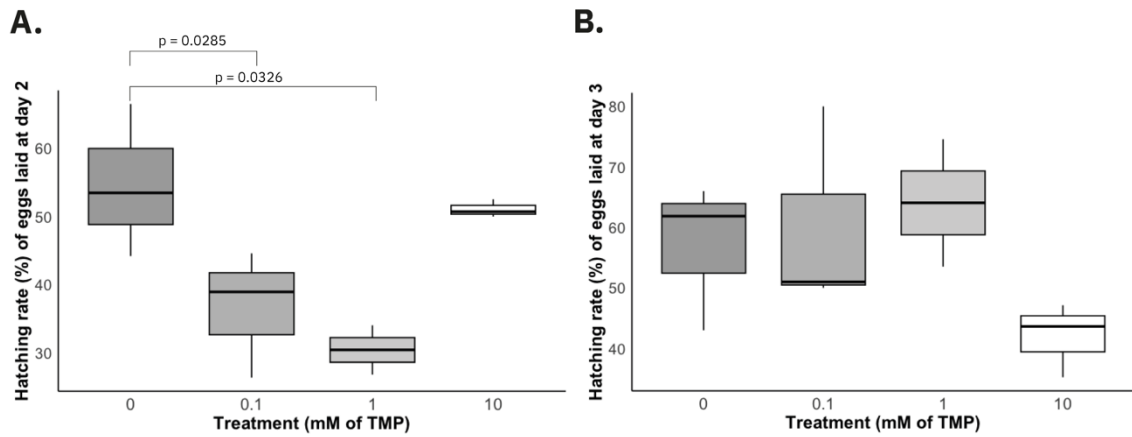 A.
p = 0.0285
p = 0.0326
Hatching rate (%) of eggs laid at day 2
60
50
40
30
0 0.1 1 10
Treatment (mM of TMP)
B.
Hatching rate (%) of eggs laid at day 3
80
70
60
50
40
0 0.1 1 10
Treatment (mM of TMP)